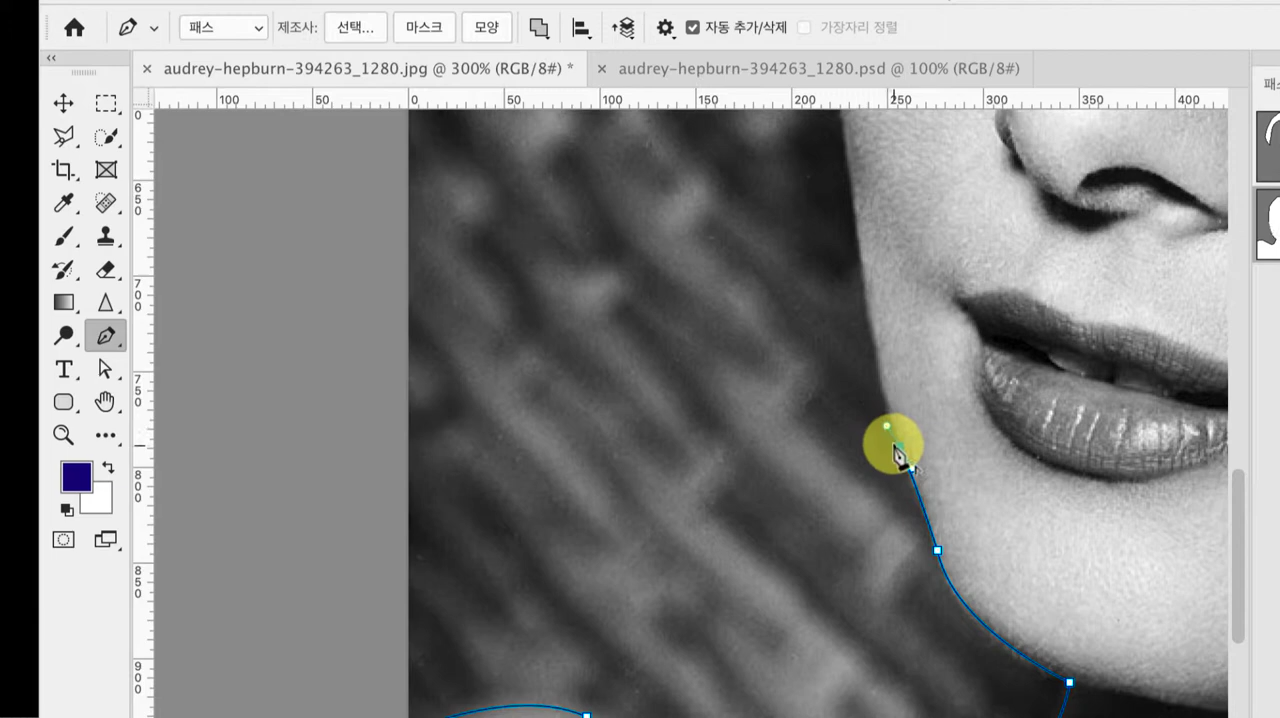 패스 제조사: 선택... 마스크 모양 자동 추가/삭제 가장자리 정렬
× audrey-hepburn-394263_1280.jpg @ 300% (RGB/8#) * × audrey-hepburn-394263_1280.psd @ 100% (RGB/8#)
패
100 50 0 50 100 150 200 250 300 350 400
0
650
700
750
800
850
900